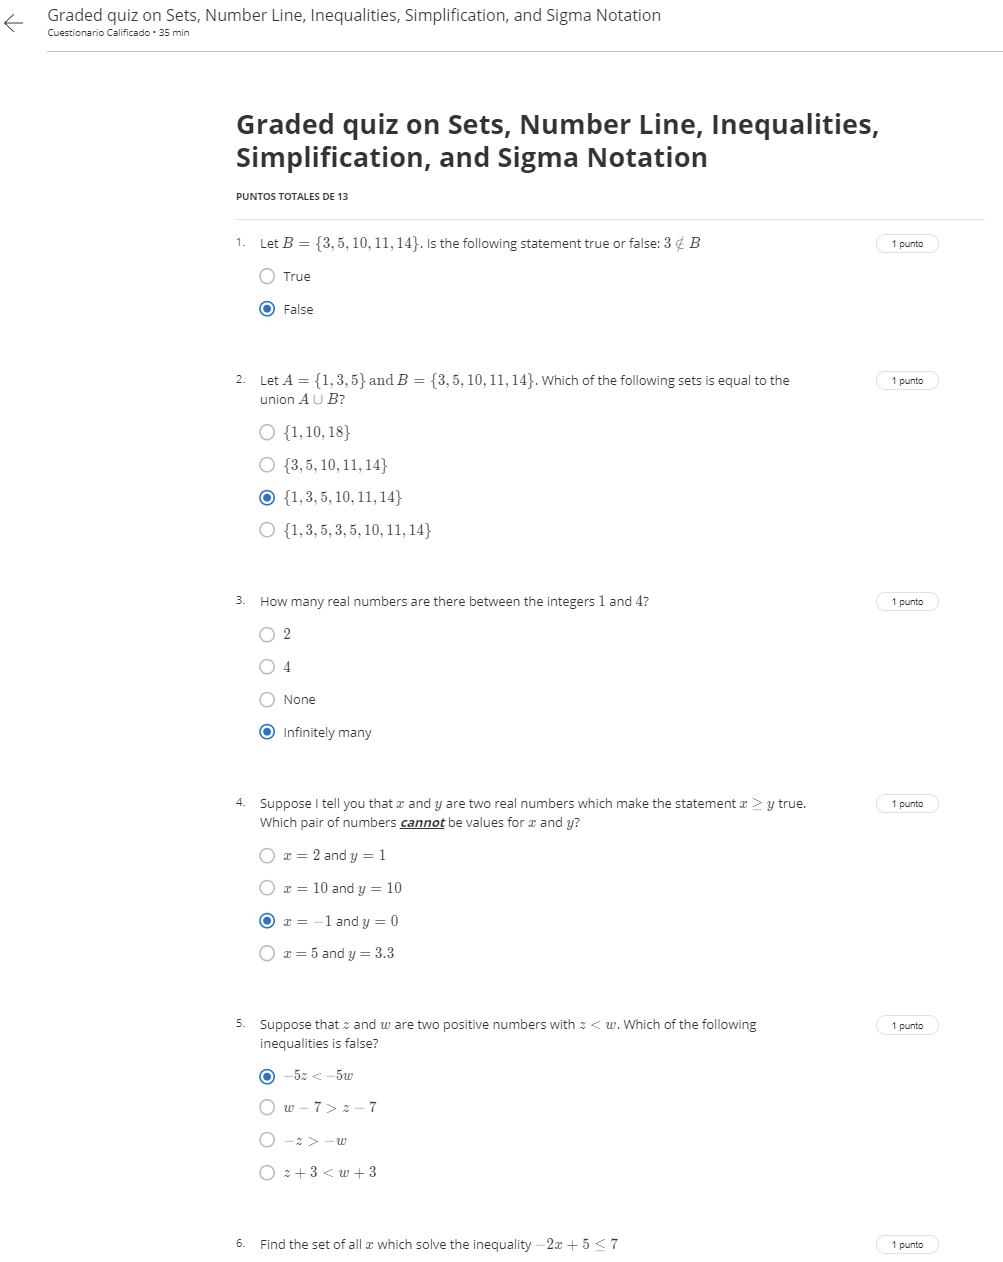 Graded quiz on Sets, Number Line, Inequalities, Simplification, and Sigma Notation
Cuestionario Calificado • 35 min
Graded quiz on Sets, Number Line, Inequalities,
Simplification, and Sigma Notation
PUNTOS TOTALES DE 13
1. Let B = {3, 5, 10, 11, 14}. Is the following statement true or false: 3 ∉ B
1 punto
True
False
2. Let A = {1, 3, 5} and B = {3, 5, 10, 11, 14}. Which of the following sets is equal to the
union A ∪ B?
1 punto
{1, 10, 18}
{3, 5, 10, 11, 14}
{1, 3, 5, 10, 11, 14}
{1, 3, 5, 3, 5, 10, 11, 14}
3. How many real numbers are there between the integers 1 and 4?
1 punto
2
4
None
Infinitely many
4. Suppose I tell you that x and y are two real numbers which make the statement x ≥ y true.
Which pair of numbers cannot be values for x and y?
1 punto
x = 2 and y = 1
x = 10 and y = 10
x = −1 and y = 0
x = 5 and y = 3.3
5. Suppose that z and w are two positive numbers with z < w. Which of the following
inequalities is false?
1 punto
−5z < −5w
w − 7 > z − 7
−z > −w
z + 3 < w + 3
6. Find the set of all x which solve the inequality −2x + 5 ≤ 7
1 punto